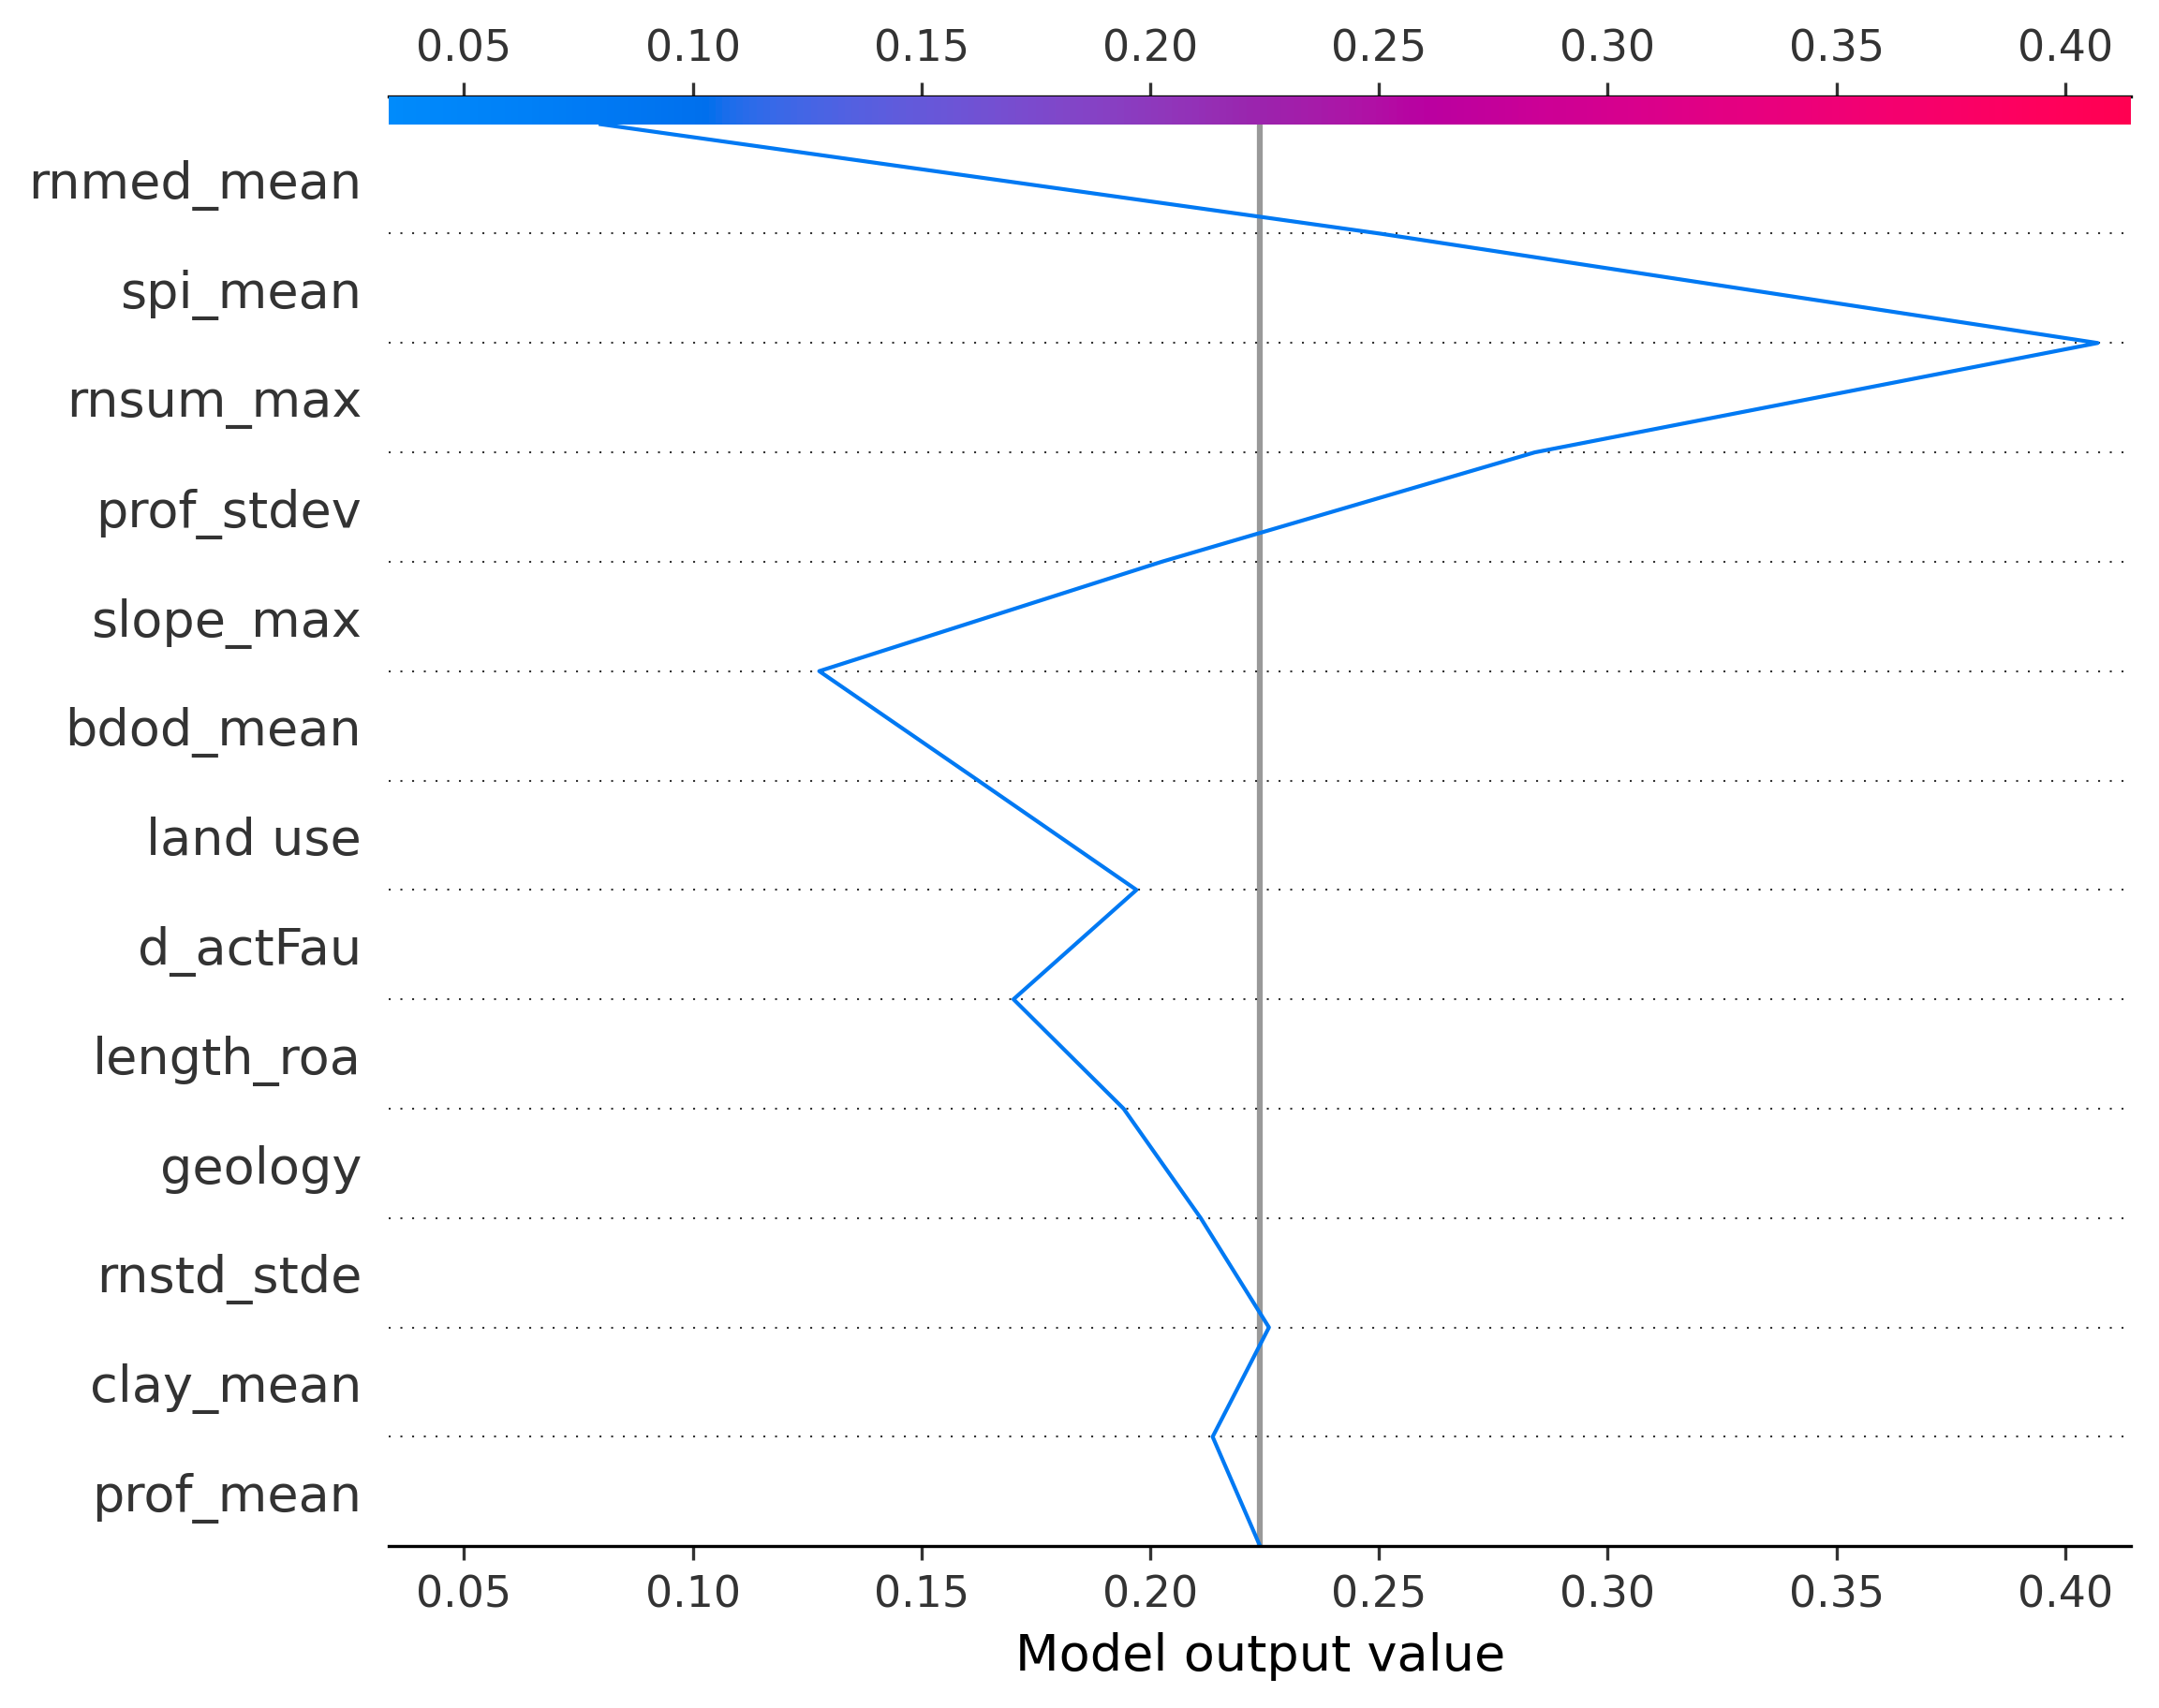 0.05 0.10 0.15 0.20 0.25 0.30 0.35 0.40
rnmed_mean
spi_mean
rnsum_max
prof_stdev
slope_max
bdod_mean
land use
d_actFau
length_roa
geology
rnstd_stde
clay_mean
prof_mean
0.05 0.10 0.15 0.20 0.25 0.30 0.35 0.40
Model output value